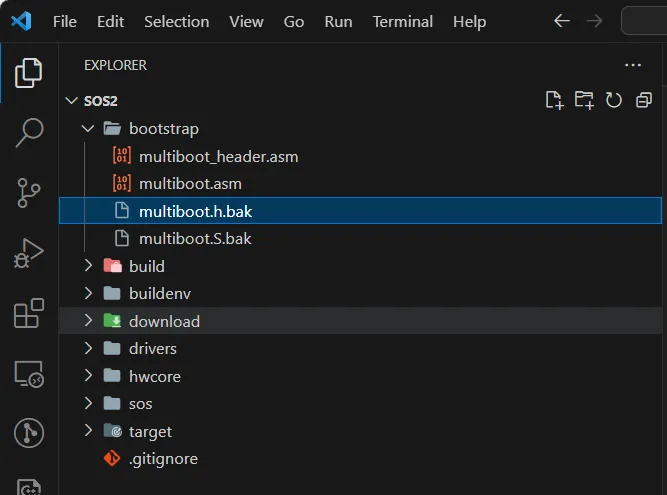 File Edit Selection View Go Run Terminal Help
EXPLORER
SOS2
bootstrap
multiboot_header.asm
multiboot.asm
multiboot.h.bak
multiboot.S.bak
build
buildenv
download
drivers
hwcore
sos
target
.gitignore